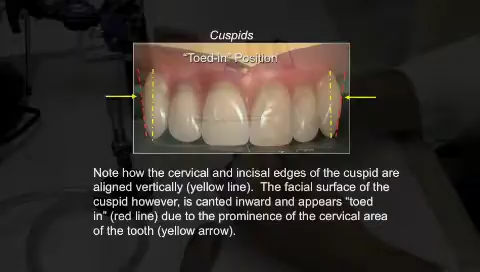 Cuspids
"Toed-In" Position
Note how the cervical and incisal edges of the cuspid are
aligned vertically (yellow line).  The facial surface of the
cuspid however, is canted inward and appears "toed
in" (red line) due to the prominence of the cervical area
of the tooth (yellow arrow).